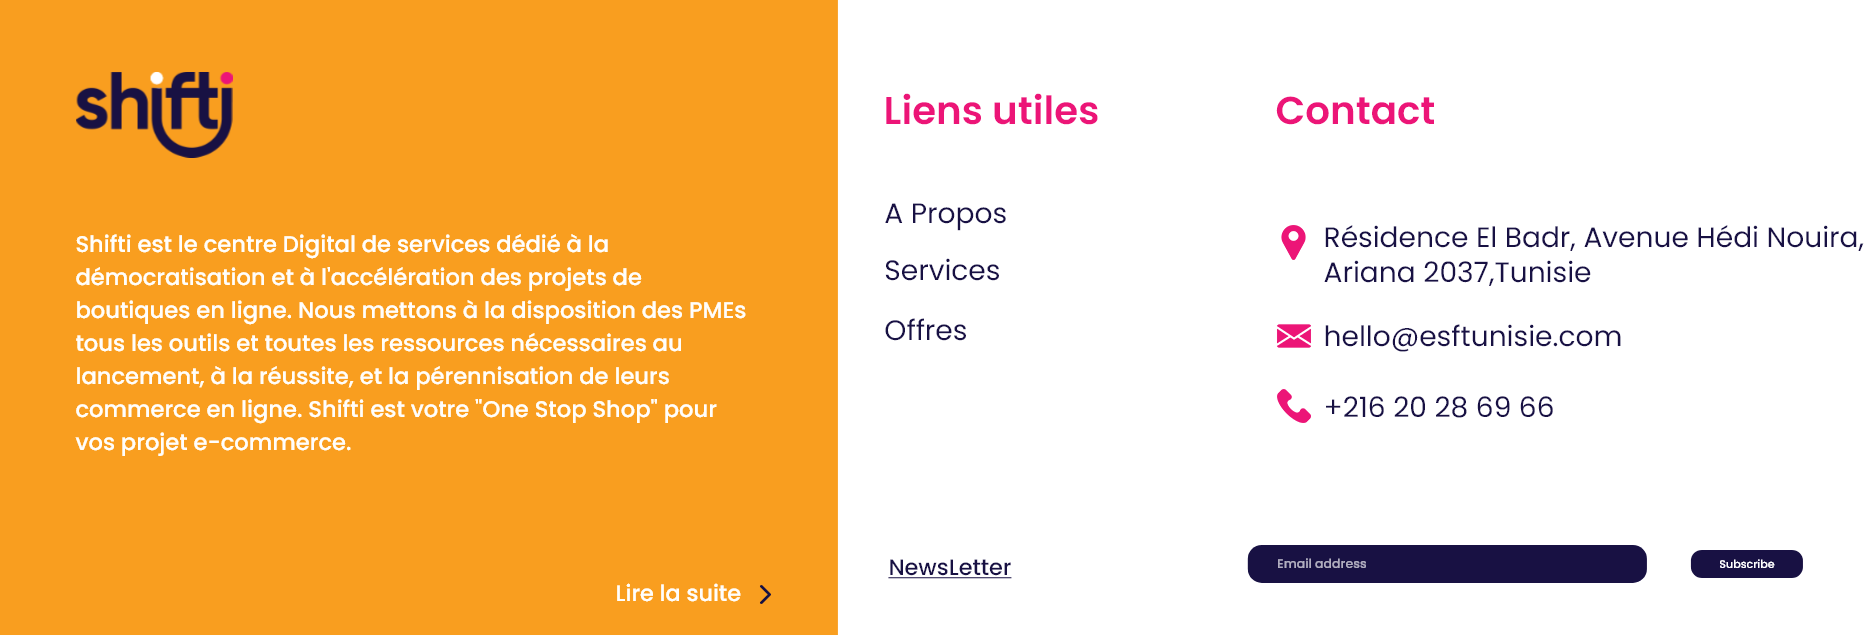 shifti
Shifti est le centre Digital de services dédié à la
démocratisation et à l'accélération des projets de
boutiques en ligne. Nous mettons à la disposition des PMEs
tous les outils et toutes les ressources nécessaires au
lancement, à la réussite, et la pérennisation de leurs
commerce en ligne. Shifti est votre "One Stop Shop" pour
vos projet e-commerce.
Lire la suite
Liens utiles
A Propos
Services
Offres
Contact
Résidence El Badr, Avenue Hédi Nouira,
Ariana 2037,Tunisie
hello@esftunisie.com
+216 20 28 69 66
NewsLetter
Email address
Subscribe